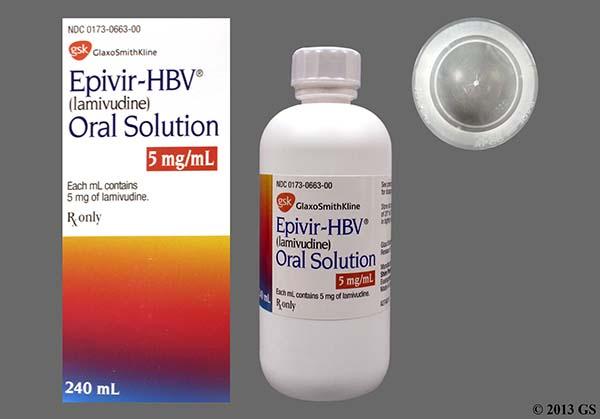 NDC 0173-0663-00
gsk GlaxoSmithKline
Epivir-HBV®
(lamivudine)
Oral Solution
5 mg/mL
Each mL contains
5 mg of lamivudine.
℞ only
240 mL
NDC 0173-0663-00
gsk GlaxoSmithKline
Epivir-HBV®
(lamivudine)
Oral Solution
5 mg/mL
Each mL contains 5 mg of lamivudine.
℞ only
mL
© 2013 GS